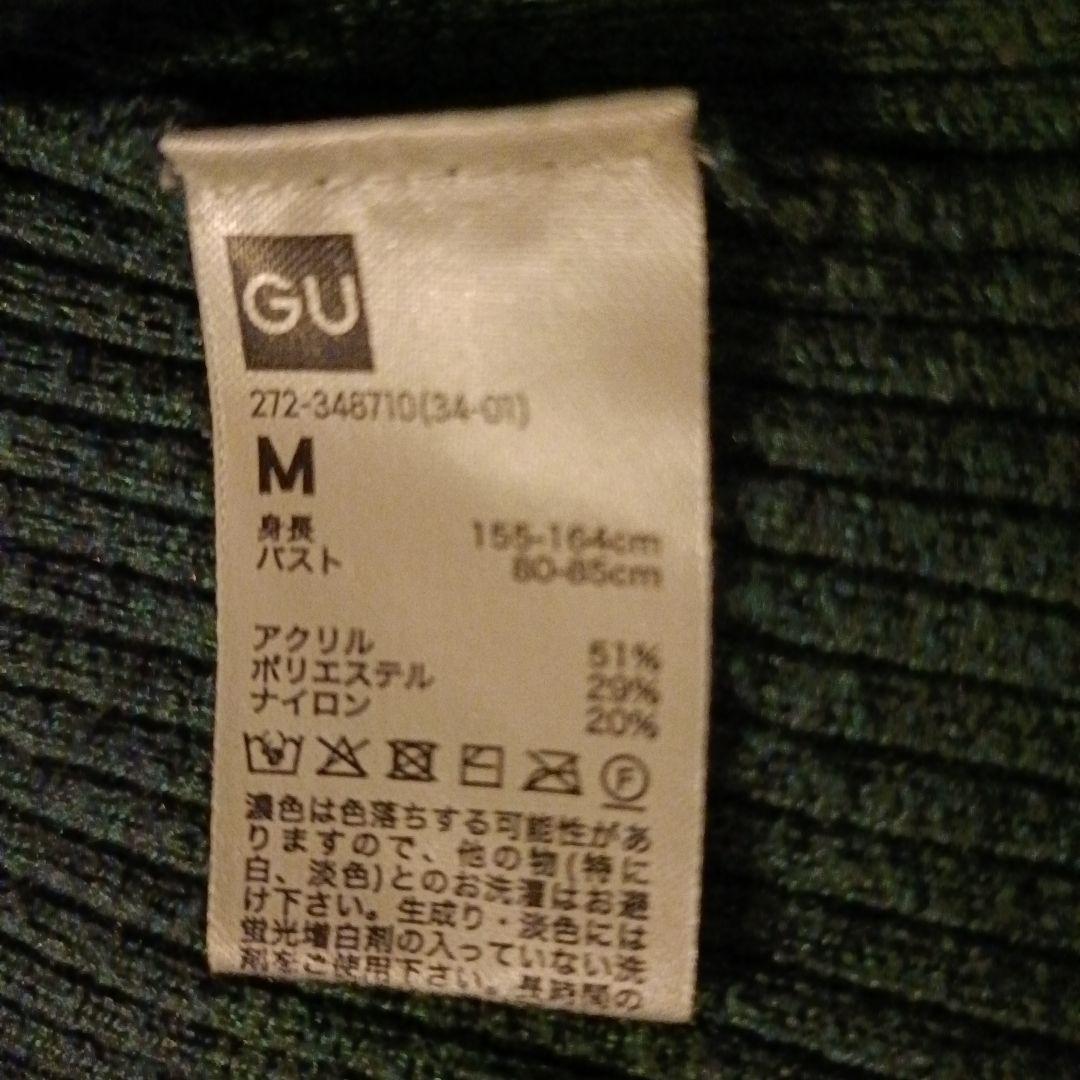 GU
272-348710(34-01)
M
身長 155-164cm
バスト 80-85cm
アクリル 51%
ポリエステル 29%
ナイロン 20%
F
濃色は色落ちする可能性があ
りますので、他の物(特に
白、淡色)とのお洗濯はお避
け下さい。生成り・淡色には
蛍光増白剤の入っていない洗
剤をご使用下さい。長時間の